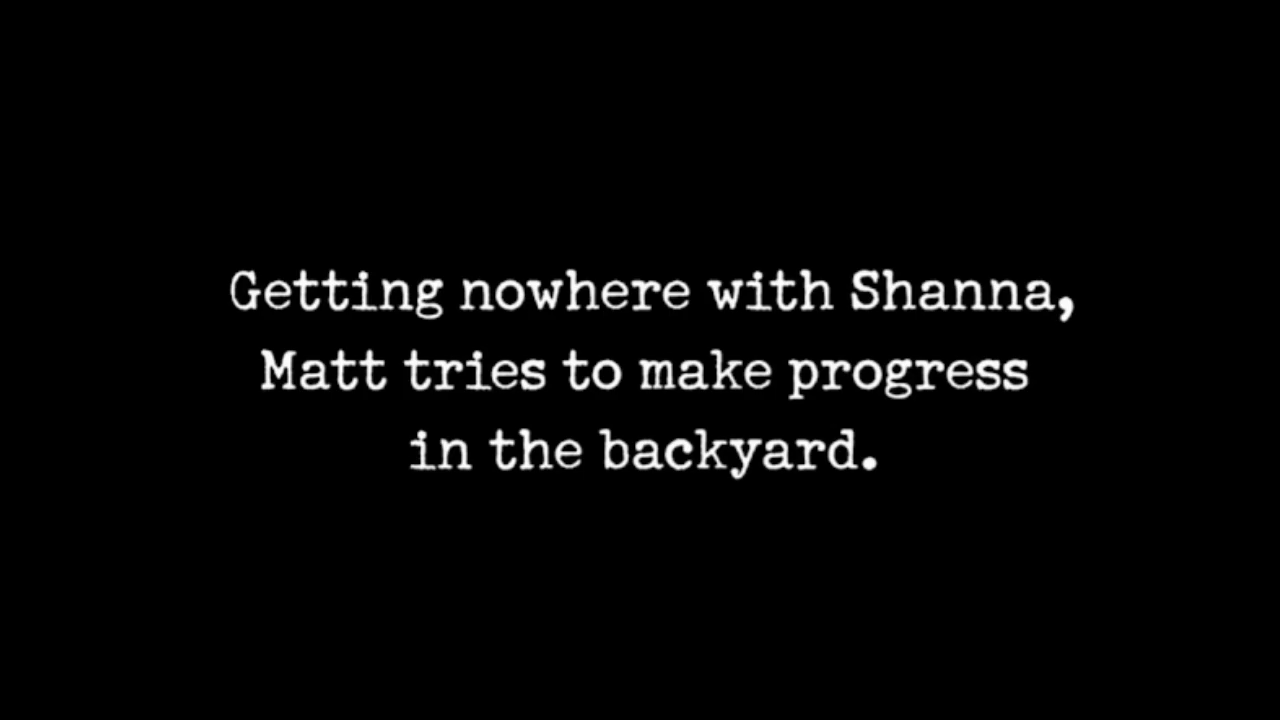 Getting nowhere with Shanna,
Matt tries to make progress
in the backyard.